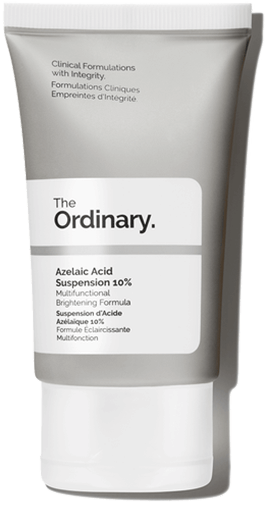 Clinical Formulations
with Integrity.
Formulations Cliniques
Empreintes d'Intégrité.
The
Ordinary.
Azelaic Acid
Suspension 10%
Multifunctional
Brightening Formula
Suspension d'Acide
Azélaïque 10%
Formule Éclaircissante
Multifonction